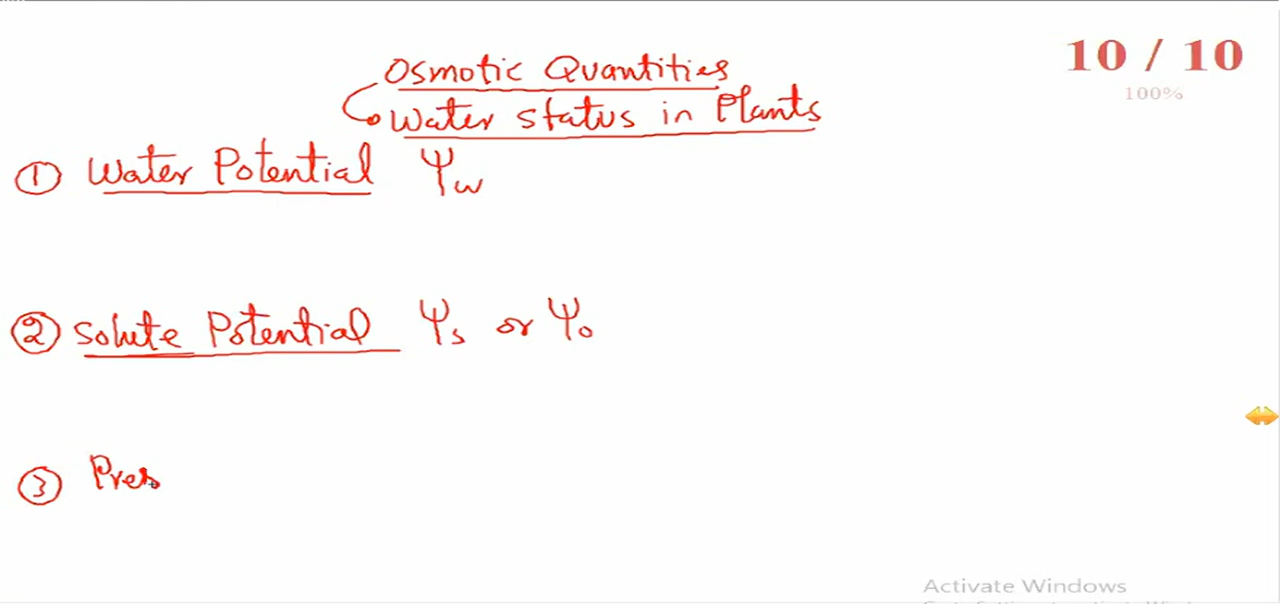 Osmotic Quantities
Water status in Plants
10 / 10
100%
① Water Potential Ψw
② Solute Potential Ψs or Ψo
③ Pres
Activate Windows